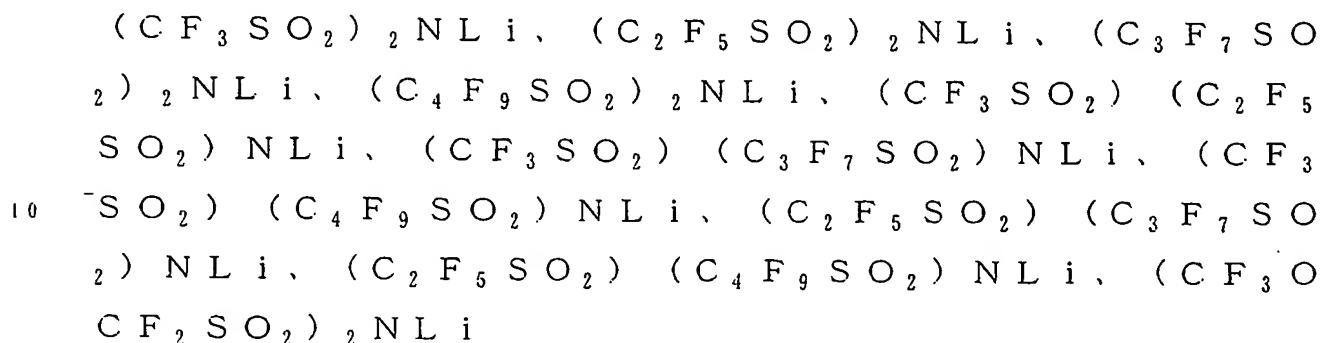 (CF₃SO₂)₂NLi、(C₂F₅SO₂)₂NLi、(C₃F₇SO
₂)₂NLi、(C₄F₉SO₂)₂NLi、(CF₃SO₂)(C₂F₅
SO₂)NLi、(CF₃SO₂)(C₃F₇SO₂)NLi、(CF₃
10 SO₂)(C₄F₉SO₂)NLi、(C₂F₅SO₂)(C₃F₇SO
₂)NLi、(C₂F₅SO₂)(C₄F₉SO₂)NLi、(CF₃O
CF₂SO₂)₂NLi